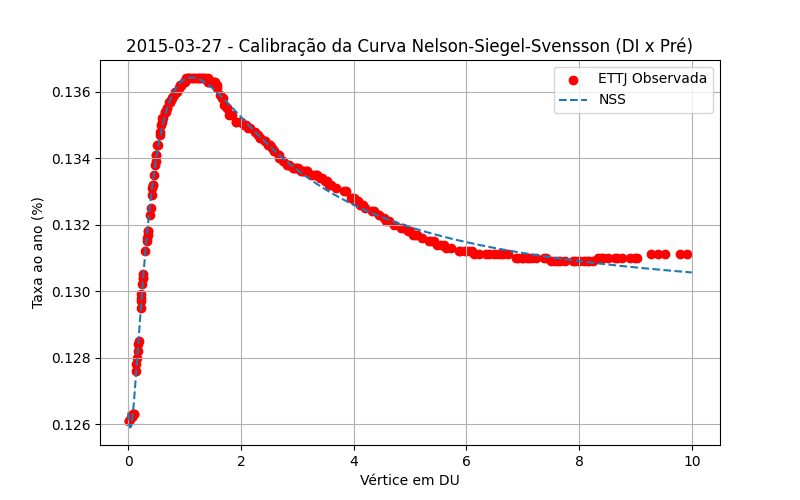 2015-03-27 - Calibração da Curva Nelson-Siegel-Svensson (DI x Pré)
ETTJ Observada
NSS
Taxa ao ano (%)
0.136
0.134
0.132
0.130
0.128
0.126
0 2 4 6 8 10
Vértice em DU